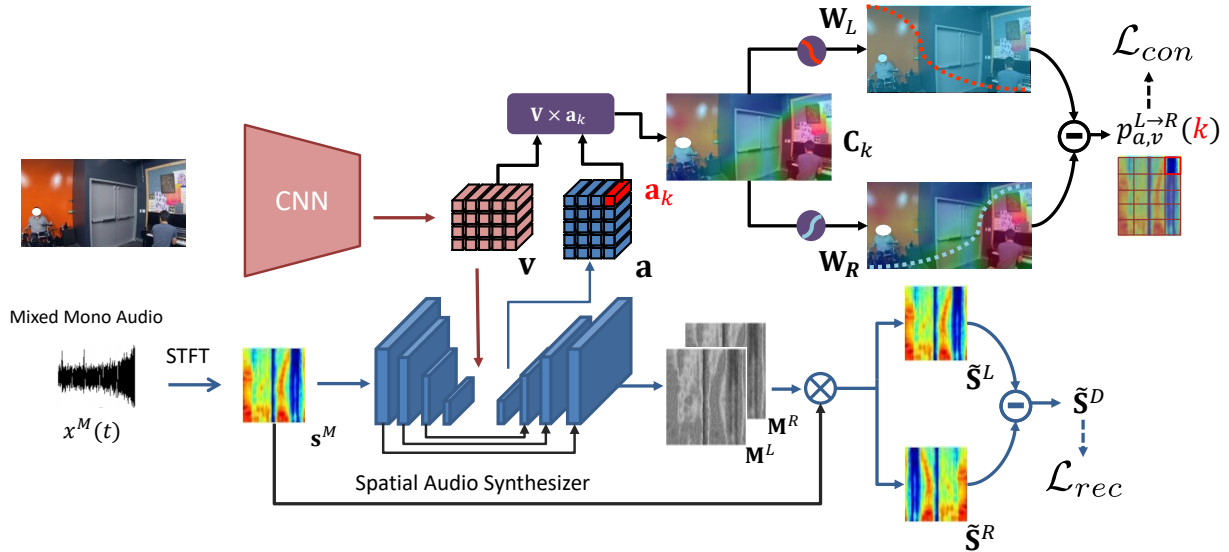 W_L
L_con
V × a_k
p_{a,v}^{L→R}(k)
C_k
CNN
a_k
v
a
W_R
Mixed Mono Audio
STFT
x^M(t)
s^M
M^R
M^L
S̃^L
S̃^D
S̃^R
L_rec
Spatial Audio Synthesizer